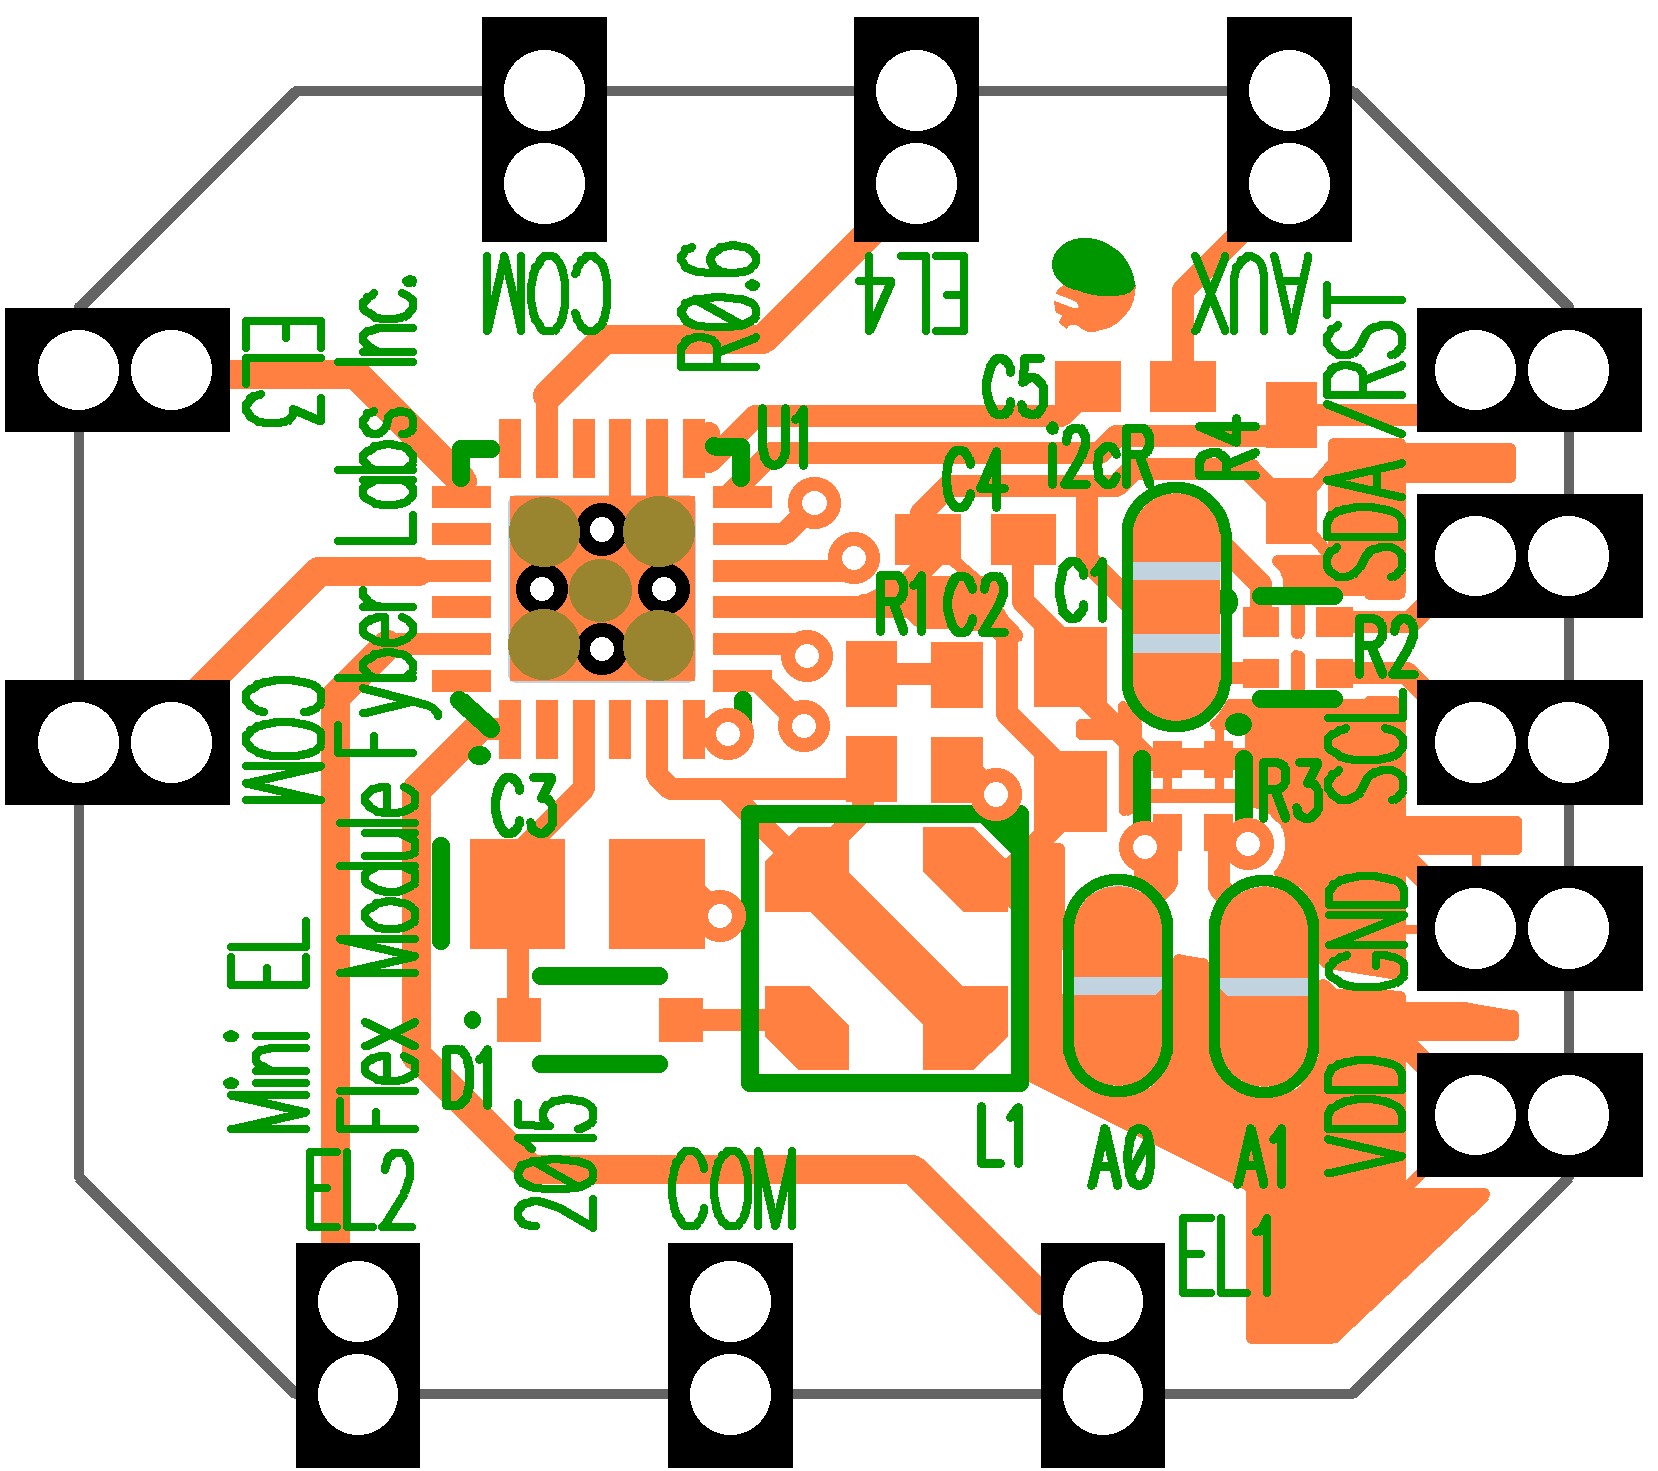 COM
EL4
AUX
R0.6
EL3
/RST
C5
U1
i2cR
R4
C4
SDA
R1
C2
C1
R2
COM
SCL
C3
R3
Mini EL
Flex Module Fyber Labs Inc.
2015
GND
D1
L1
A0
A1
VDD
EL2
COM
EL1